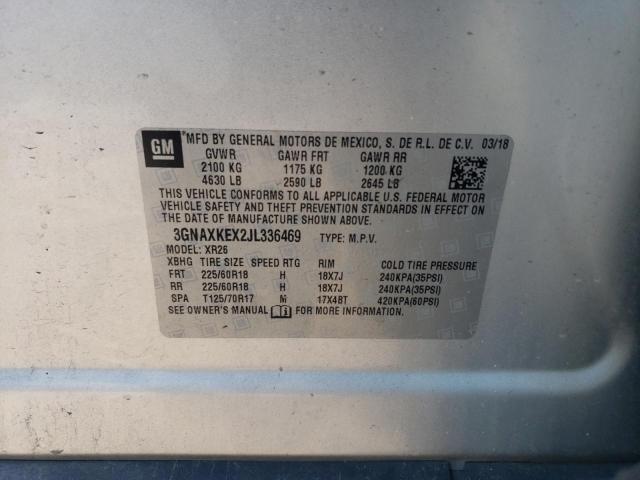 GM *MFD BY GENERAL MOTORS DE MEXICO, S. DE R.L. DE C.V. 03/18
GVWR GAWR FRT GAWR RR
2100 KG 1175 KG 1200 KG
4630 LB 2590 LB 2645 LB
THIS VEHICLE CONFORMS TO ALL APPLICABLE U.S. FEDERAL MOTOR
VEHICLE SAFETY AND THEFT PREVENTION STANDARDS IN EFFECT ON
THE DATE OF MANUFACTURE SHOWN ABOVE.
3GNAXKEX2JL336469 TYPE: M.P.V.
MODEL: XR26
XBHG TIRE SIZE SPEED RTG RIM COLD TIRE PRESSURE
FRT 225/60R18 H 18X7J 240KPA(35PSI)
RR 225/60R18 H 18X7J 240KPA(35PSI)
SPA T125/70R17 M 17X4BT 420KPA(60PSI)
SEE OWNER'S MANUAL FOR MORE INFORMATION.